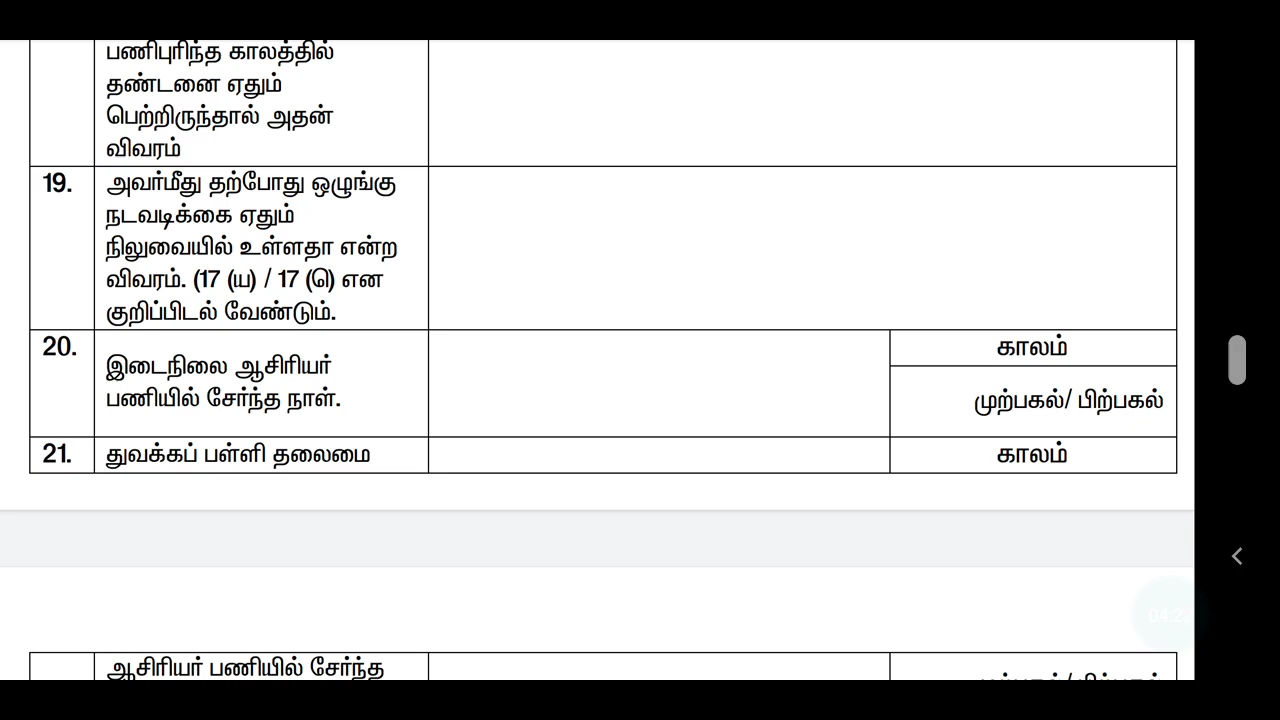 பணிபுரிந்த காலத்தில்
தண்டனை ஏதும்
பெற்றிருந்தால் அதன்
விவரம்
19. அவர்மீது தற்போது ஒழுங்கு
நடவடிக்கை ஏதும்
நிலுவையில் உள்ளதா என்ற
விவரம். (17 (ய) / 17 (டி) என
குறிப்பிடல் வேண்டும்.
20. இடைநிலை ஆசிரியர்
பணியில் சேர்ந்த நாள்.
காலம்
முற்பகல்/ பிற்பகல்
21. துவக்கப் பள்ளி தலைமை
காலம்
ஆசிரியர் பணியில் சேர்ந்த